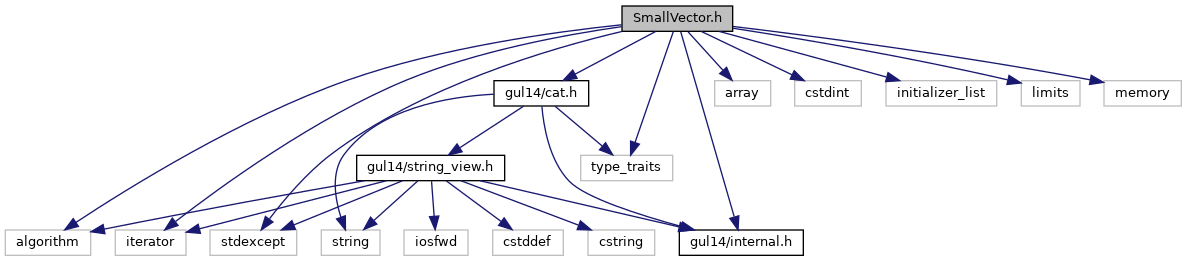 SmallVector.h
gul14/cat.h
array
cstdint
initializer_list
limits
memory
gul14/string_view.h
type_traits
algorithm
iterator
stdexcept
string
iosfwd
cstddef
cstring
gul14/internal.h